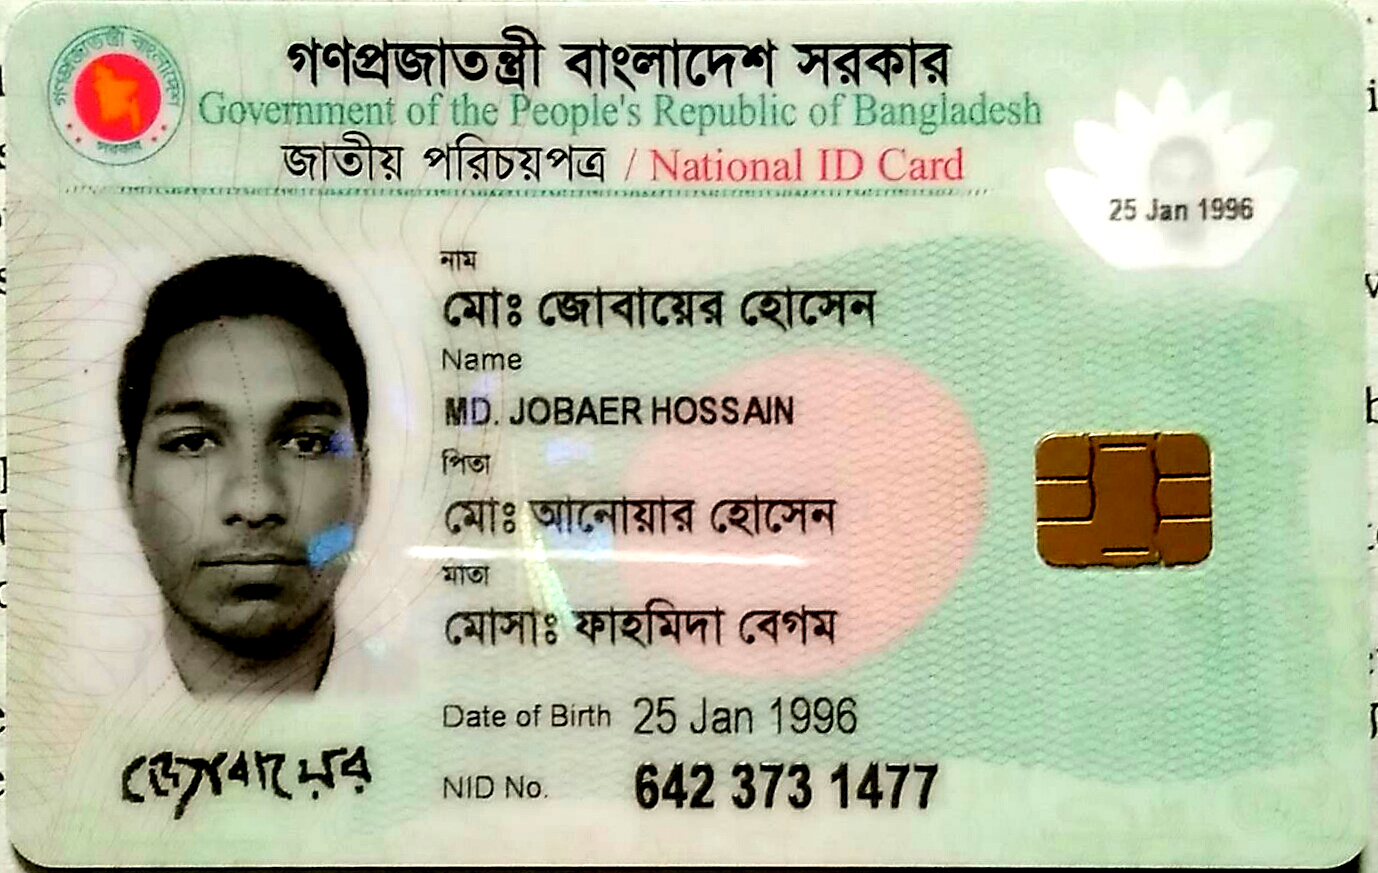 গণপ্রজাতন্ত্রী বাংলাদেশ সরকার
Government of the People's Republic of Bangladesh
জাতীয় পরিচয়পত্র / National ID Card
25 Jan 1996
নাম
মোঃ জোবায়ের হোসেন
Name
MD. JOBAER HOSSAIN
পিতা
মোঃ আনোয়ার হোসেন
মাতা
মোসাঃ ফাহমিদা বেগম
Date of Birth 25 Jan 1996
জোবায়ের
NID No. 642 373 1477